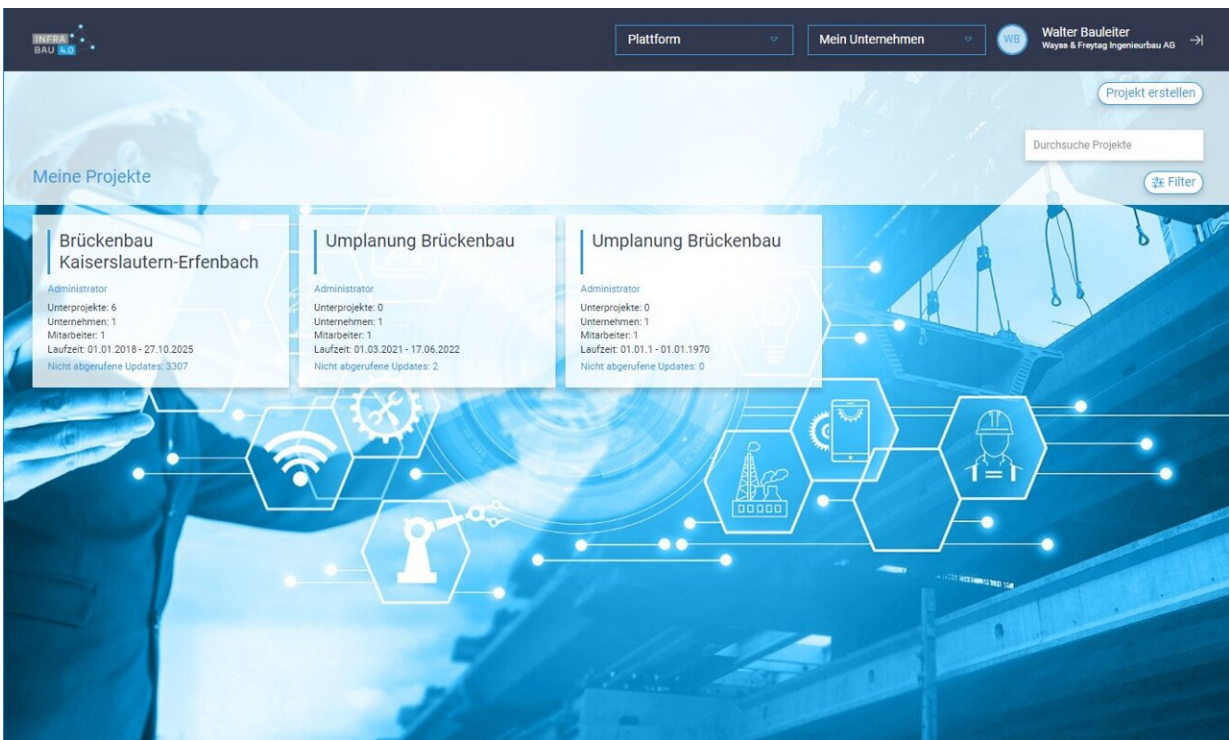 INFRA
BAU 4.0
Plattform
Mein Unternehmen
WB
Walter Bauleiter
Wayss & Freytag Ingenieurbau AG
Projekt erstellen
Durchsuche Projekte
Meine Projekte
Filter
Brückenbau
Kaiserslautern-Erfenbach
Administrator
Unterprojekte: 6
Unternehmen: 1
Mitarbeiter: 1
Laufzeit: 01.01.2018 - 27.10.2025
Nicht abgerufene Updates: 3307
Umplanung Brückenbau
Administrator
Unterprojekte: 0
Unternehmen: 1
Mitarbeiter: 1
Laufzeit: 01.03.2021 - 17.06.2022
Nicht abgerufene Updates: 2
Umplanung Brückenbau
Administrator
Unterprojekte: 0
Unternehmen: 1
Mitarbeiter: 1
Laufzeit: 01.01.1 - 01.01.1970
Nicht abgerufene Updates: 0